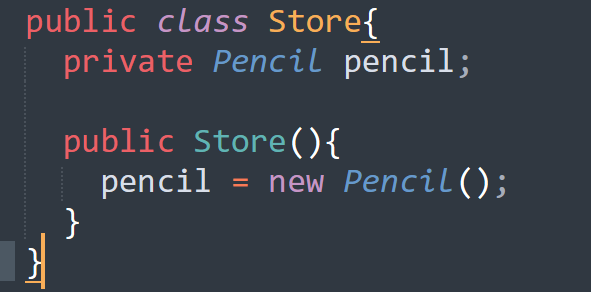 public class Store{
private Pencil pencil;
public Store(){
pencil = new Pencil();
}
}